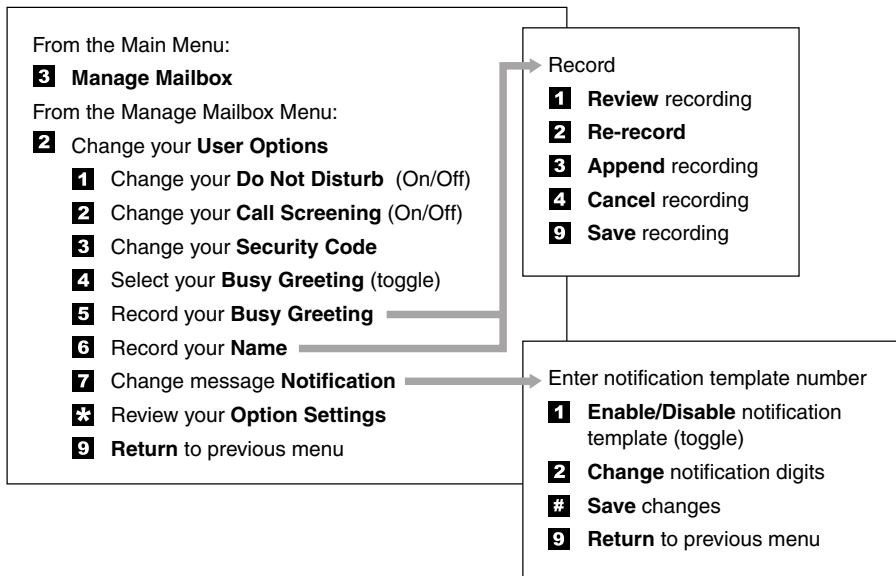 From the Main Menu:
3 Manage Mailbox
From the Manage Mailbox Menu:
2 Change your User Options
1 Change your Do Not Disturb (On/Off)
2 Change your Call Screening (On/Off)
3 Change your Security Code
4 Select your Busy Greeting (toggle)
5 Record your Busy Greeting
6 Record your Name
7 Change message Notification
* Review your Option Settings
9 Return to previous menu
Record
1 Review recording
2 Re-record
3 Append recording
4 Cancel recording
9 Save recording
Enter notification template number
1 Enable/Disable notification
template (toggle)
2 Change notification digits
# Save changes
9 Return to previous menu